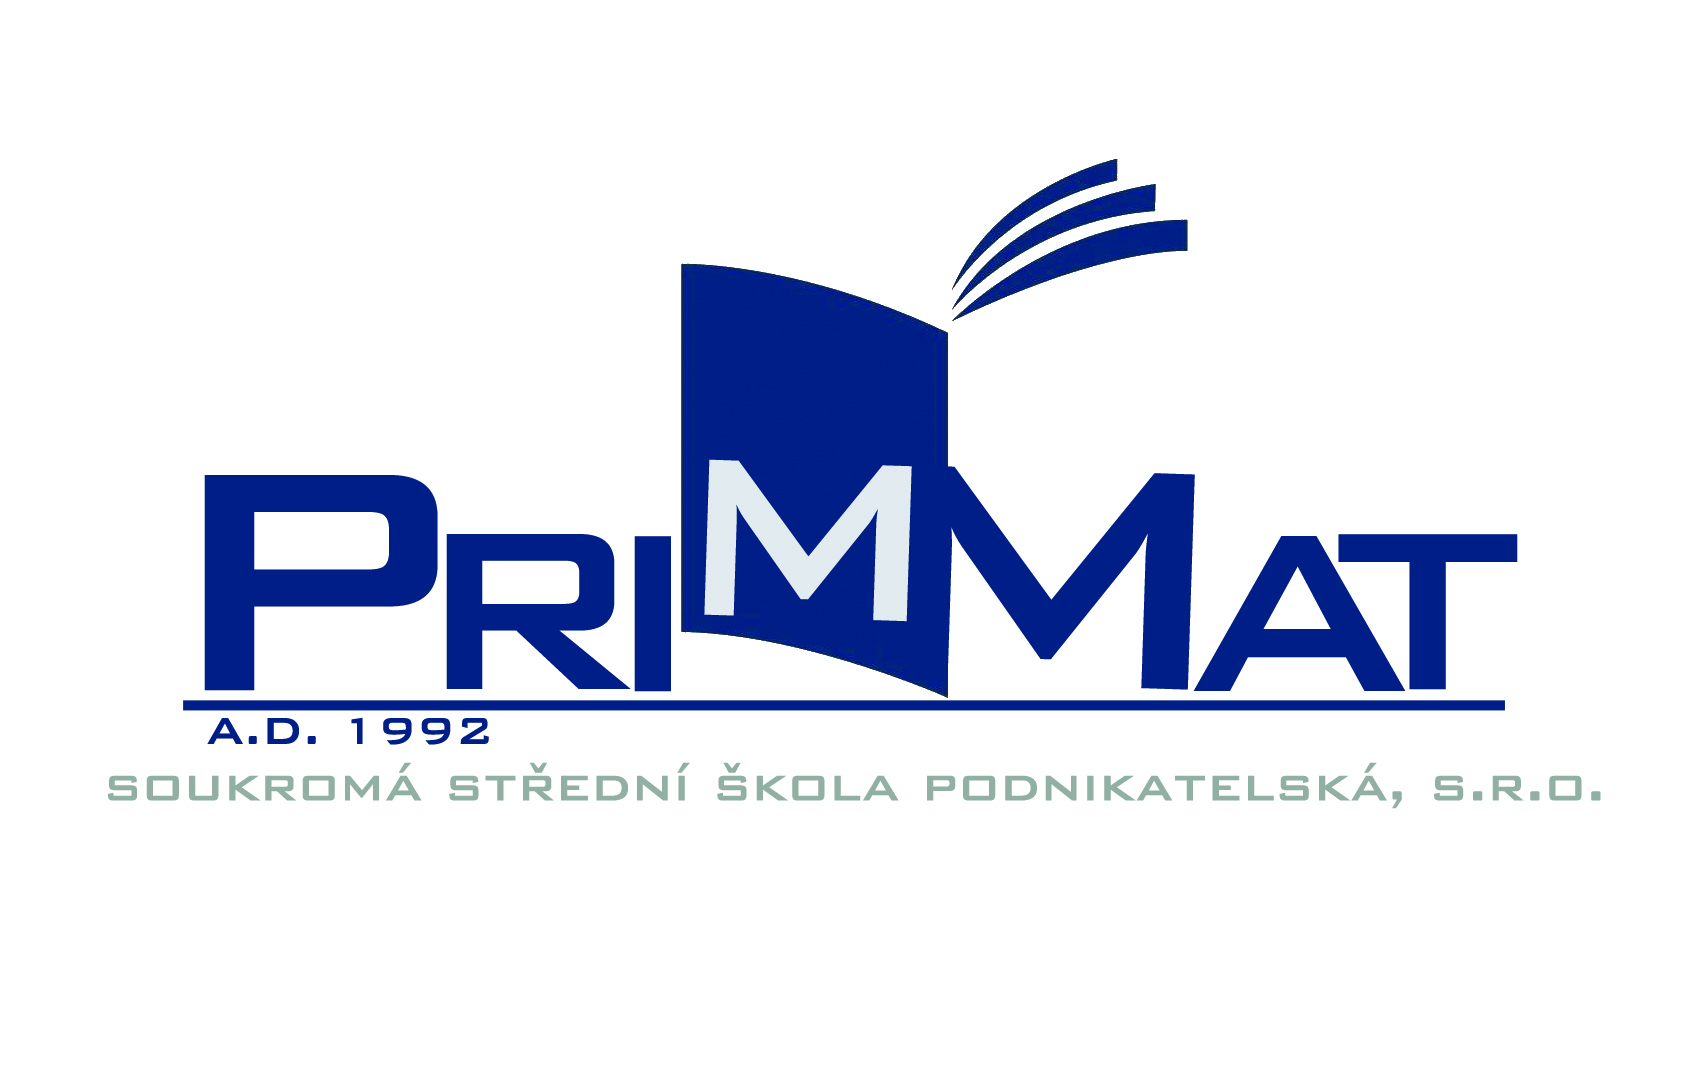 PRIMMAT
A.D. 1992
SOUKROMÁ STŘEDNÍ ŠKOLA PODNIKATELSKÁ, S.R.O.